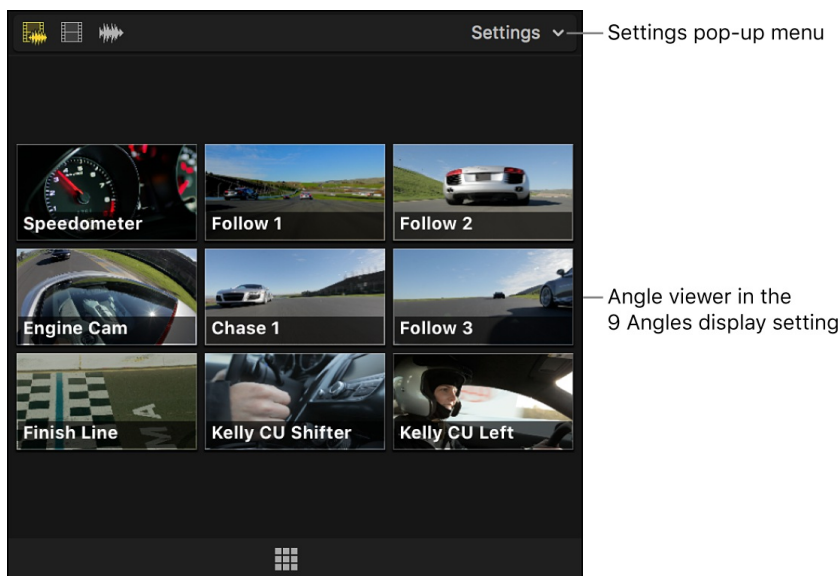 Settings
Settings pop-up menu
Speedometer
Follow 1
Follow 2
Engine Cam
Chase 1
Follow 3
Angle viewer in the
9 Angles display setting
Finish Line
Kelly CU Shifter
Kelly CU Left